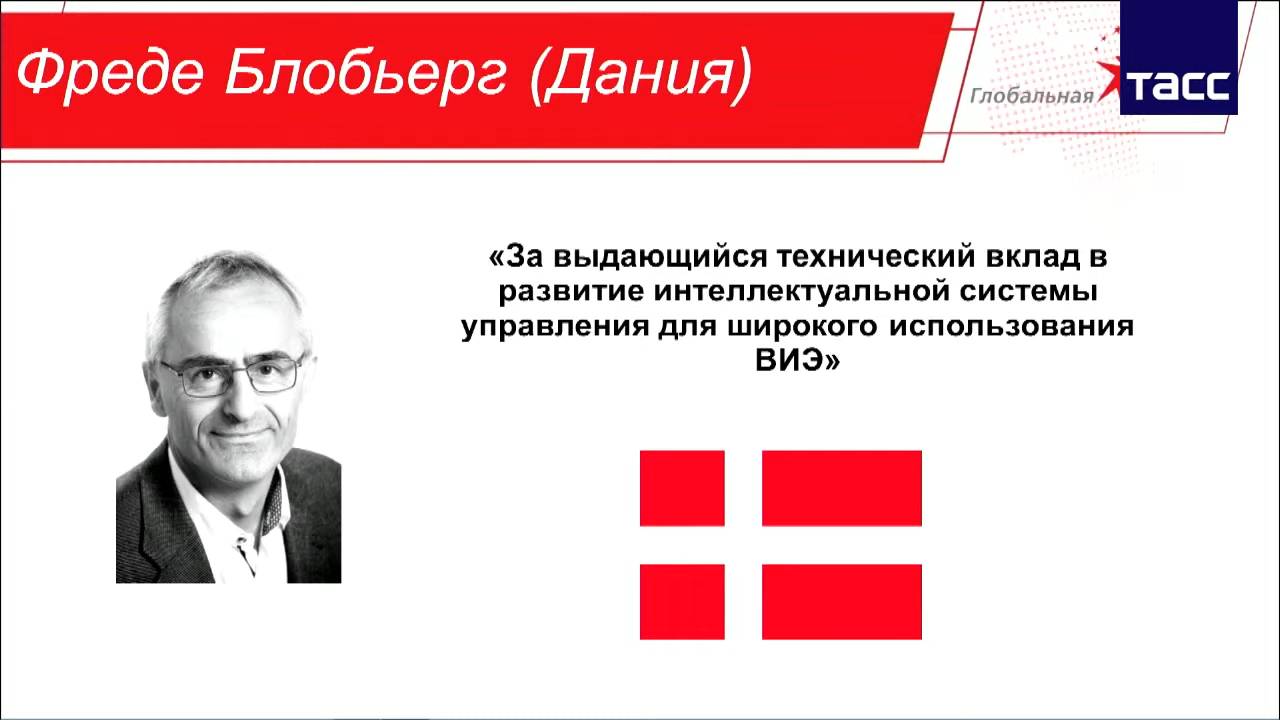 Фреде Блобьерг (Дания)
Глобальная
ТАСС
«За выдающийся технический вклад в
развитие интеллектуальной системы
управления для широкого использования
ВИЭ»